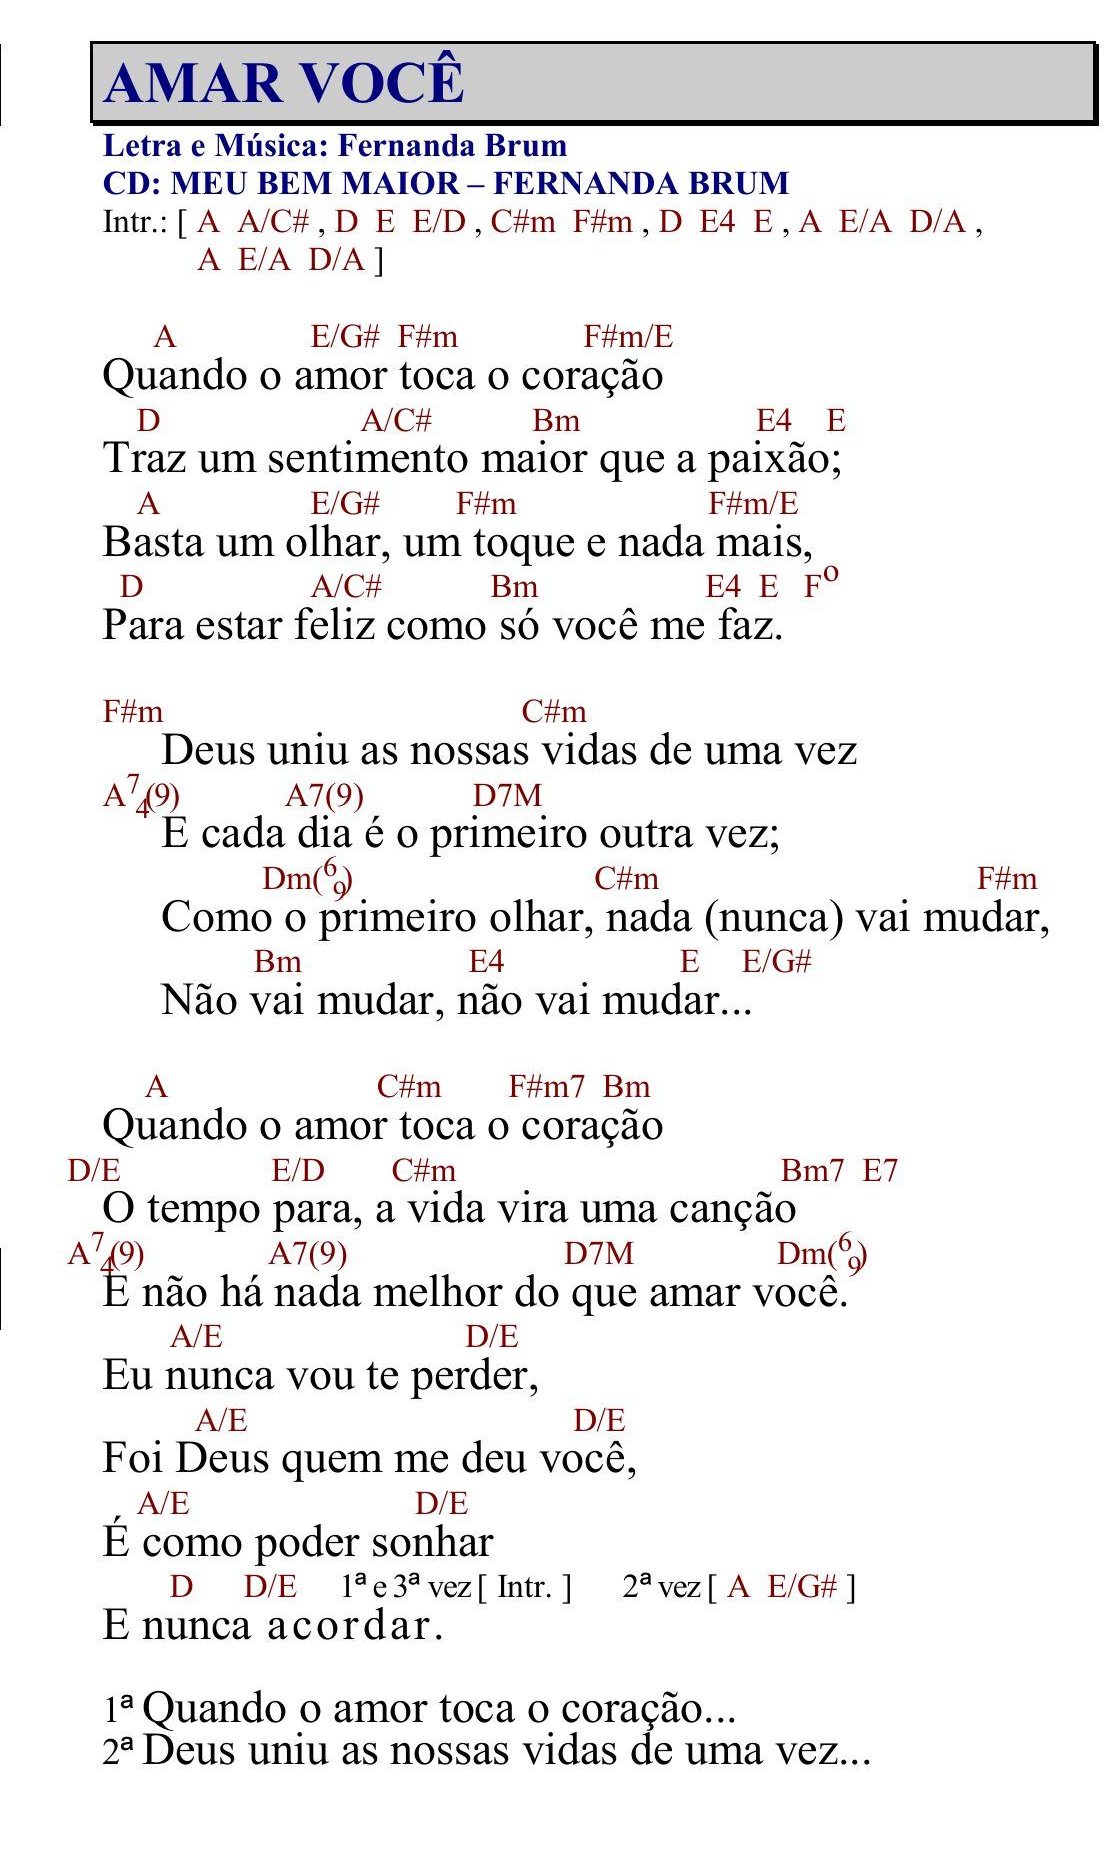 AMAR VOCÊ
Letra e Música: Fernanda Brum
CD: MEU BEM MAIOR – FERNANDA BRUM
Intr.: [ A A/C# , D E E/D , C#m F#m , D E4 E , A E/A D/A ,
A E/A D/A ]
A E/G# F#m F#m/E
Quando o amor toca o coração
D A/C# Bm E4 E
Traz um sentimento maior que a paixão;
A E/G# F#m F#m/E
Basta um olhar, um toque e nada mais,
D A/C# Bm E4 E Fº
Para estar feliz como só você me faz.
F#m C#m
Deus uniu as nossas vidas de uma vez
A7 4(9) A7(9) D7M
E cada dia é o primeiro outra vez;
Dm(6 9) C#m F#m
Como o primeiro olhar, nada (nunca) vai mudar,
Bm E4 E E/G#
Não vai mudar, não vai mudar...
A C#m F#m7 Bm
Quando o amor toca o coração
D/E E/D C#m Bm7 E7
O tempo para, a vida vira uma canção
A7 4(9) A7(9) D7M Dm(6 9)
E não há nada melhor do que amar você.
A/E D/E
Eu nunca vou te perder,
A/E D/E
Foi Deus quem me deu você,
A/E D/E
É como poder sonhar
D D/E 1ª e 3ª vez [ Intr. ] 2ª vez [ A E/G# ]
E nunca acordar.
1ª Quando o amor toca o coração...
2ª Deus uniu as nossas vidas de uma vez...